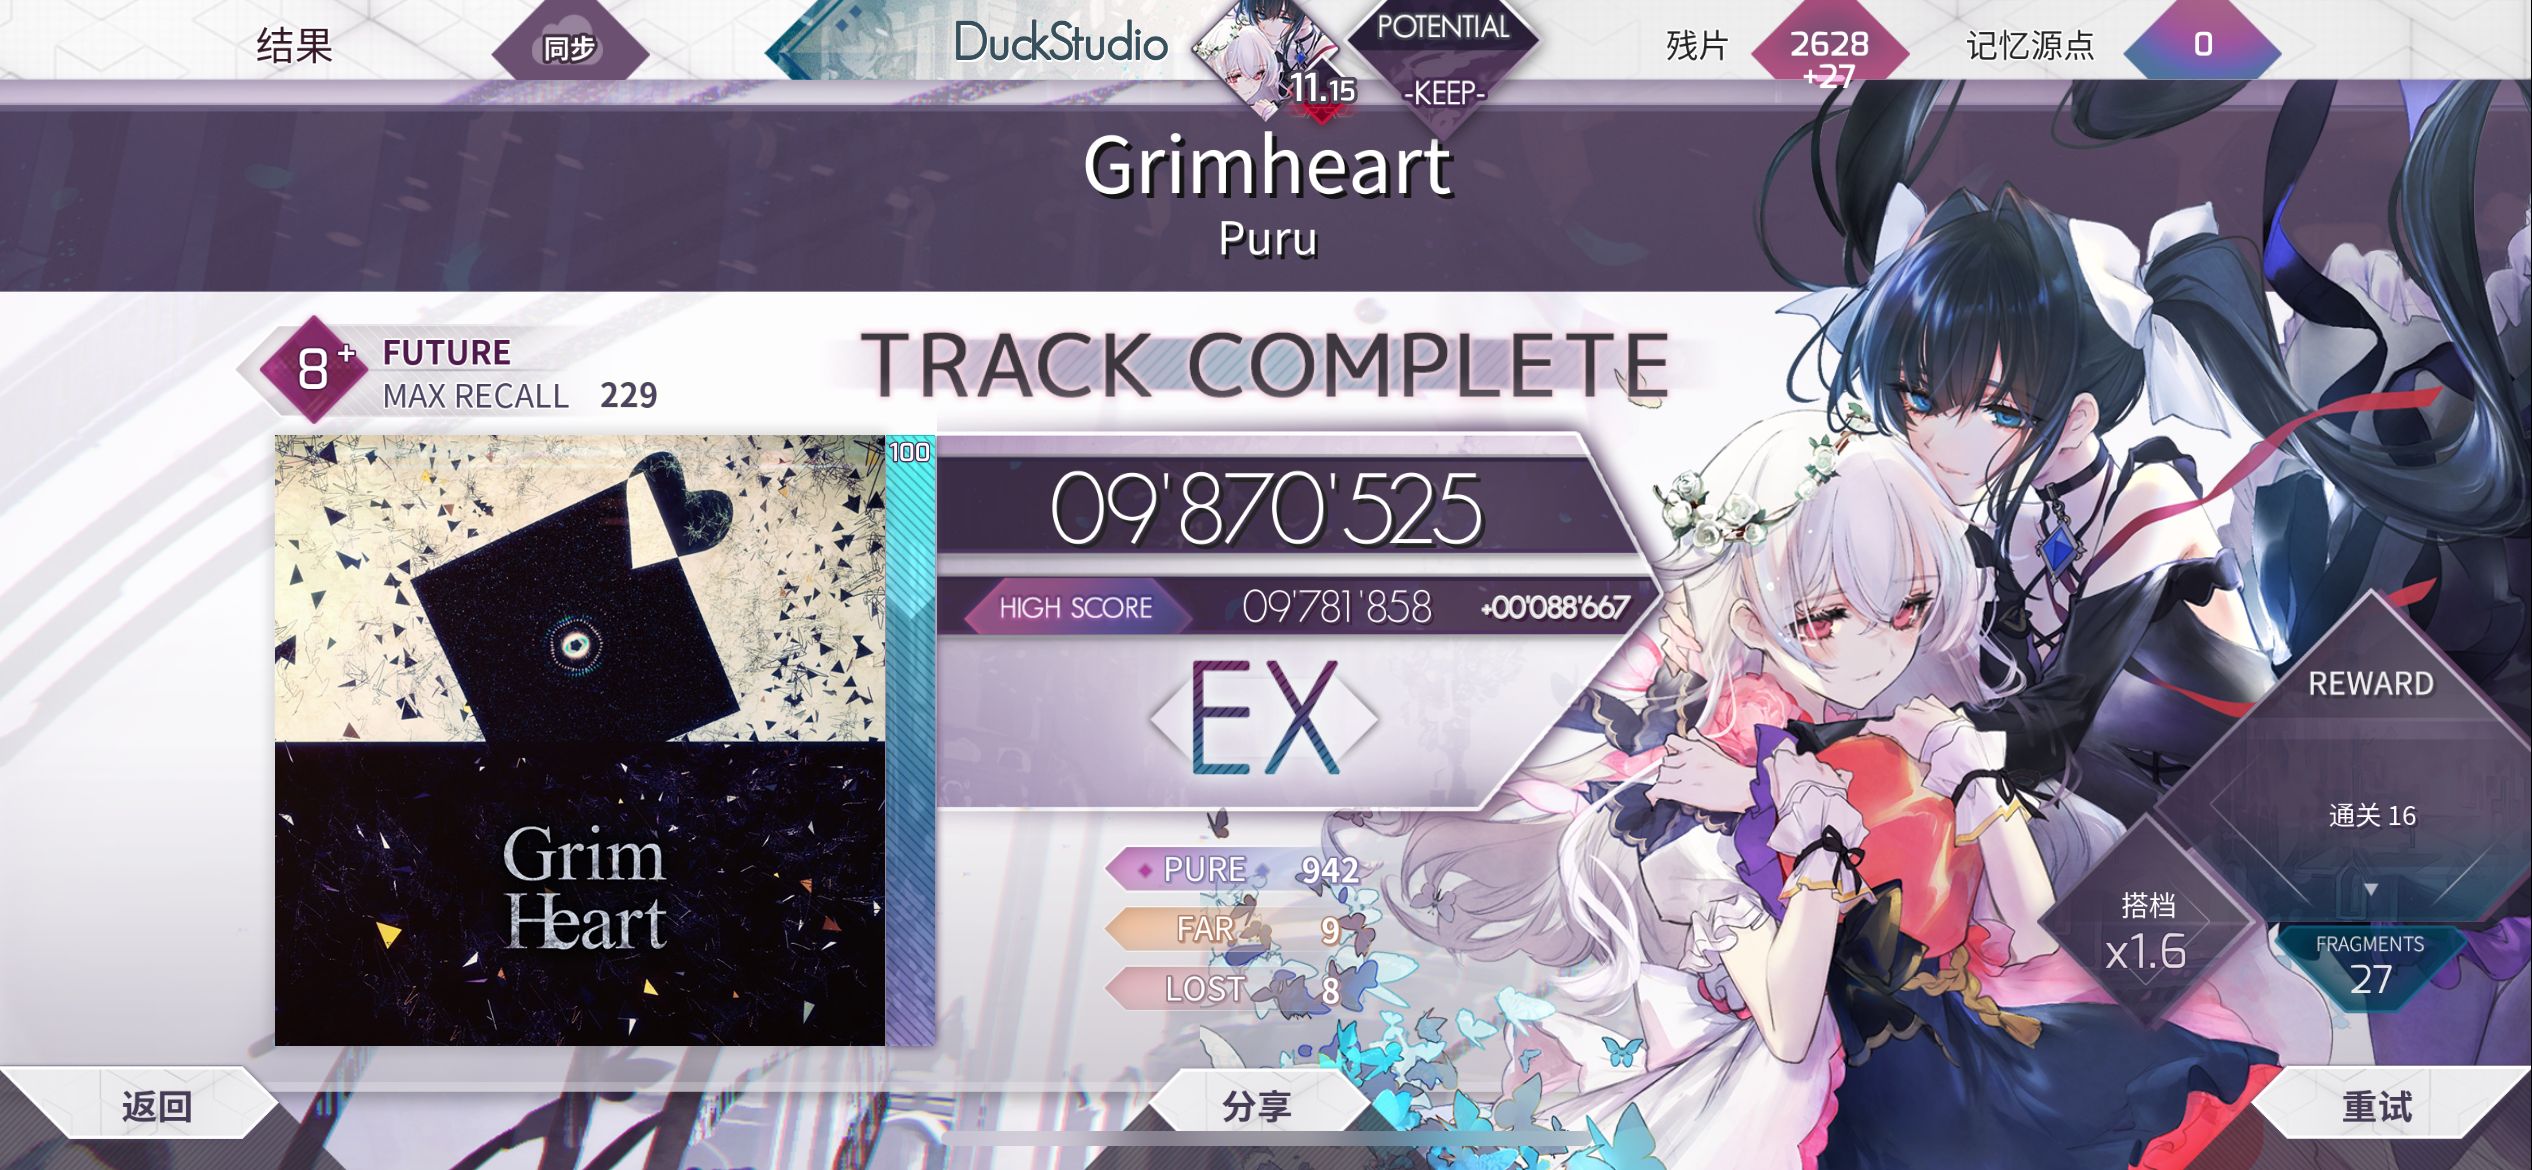 结果
同步
DuckStudio
11.15
POTENTIAL
-KEEP-
残片
2628
+27
记忆源点
0
Grimheart
Puru
8+
FUTURE
MAX RECALL 229
TRACK COMPLETE
100
09'870'525
HIGH SCORE 09'781'858 +00'088'667
EX
Grim
Heart
PURE 942
FAR 9
LOST 8
REWARD
通关 16
搭档
x1.6
FRAGMENTS
27
返回
分享
重试